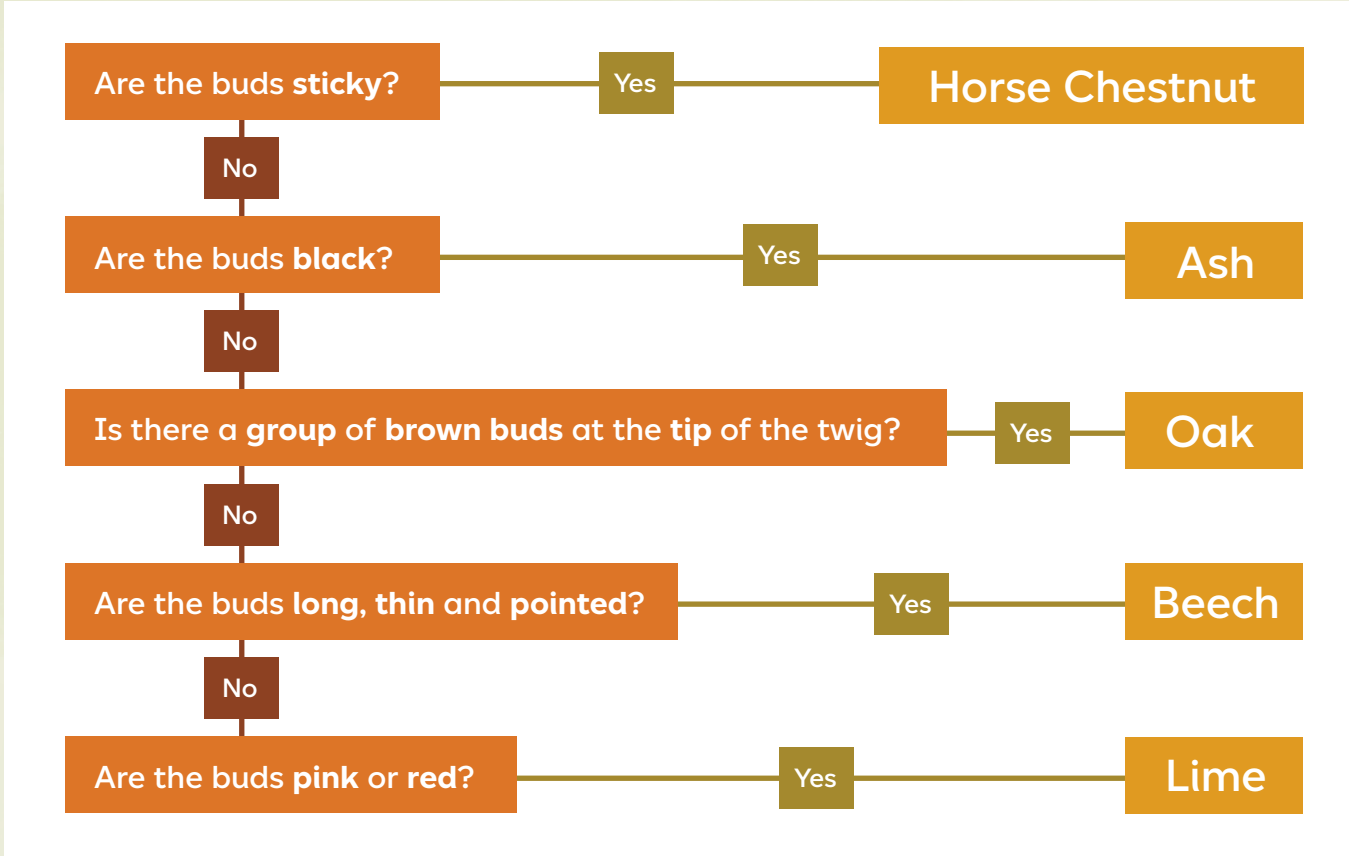 Are the buds sticky?
Yes
Horse Chestnut
No
Are the buds black?
Yes
Ash
No
Is there a group of brown buds at the tip of the twig?
Yes
Oak
No
Are the buds long, thin and pointed?
Yes
Beech
No
Are the buds pink or red?
Yes
Lime